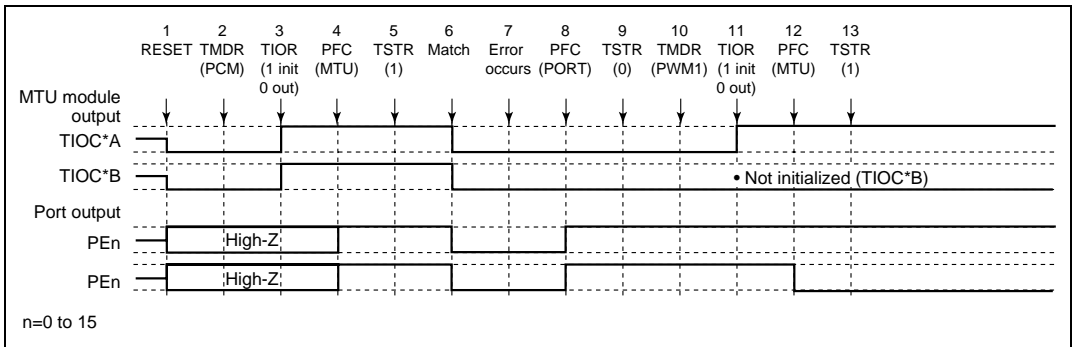 1 2 3 4 5 6 7 8 9 10 11 12 13
RESET TMDR TIOR PFC TSTR Match Error PFC TSTR TMDR TIOR PFC TSTR
(PCM) (1 init (MTU) (1) occurs (PORT) (0) (PWM1) (1 init (MTU) (1)
0 out) 0 out)
MTU module
output
TIOC*A
TIOC*B
• Not initialized (TIOC*B)
Port output
PEn
High-Z
PEn
High-Z
n=0 to 15